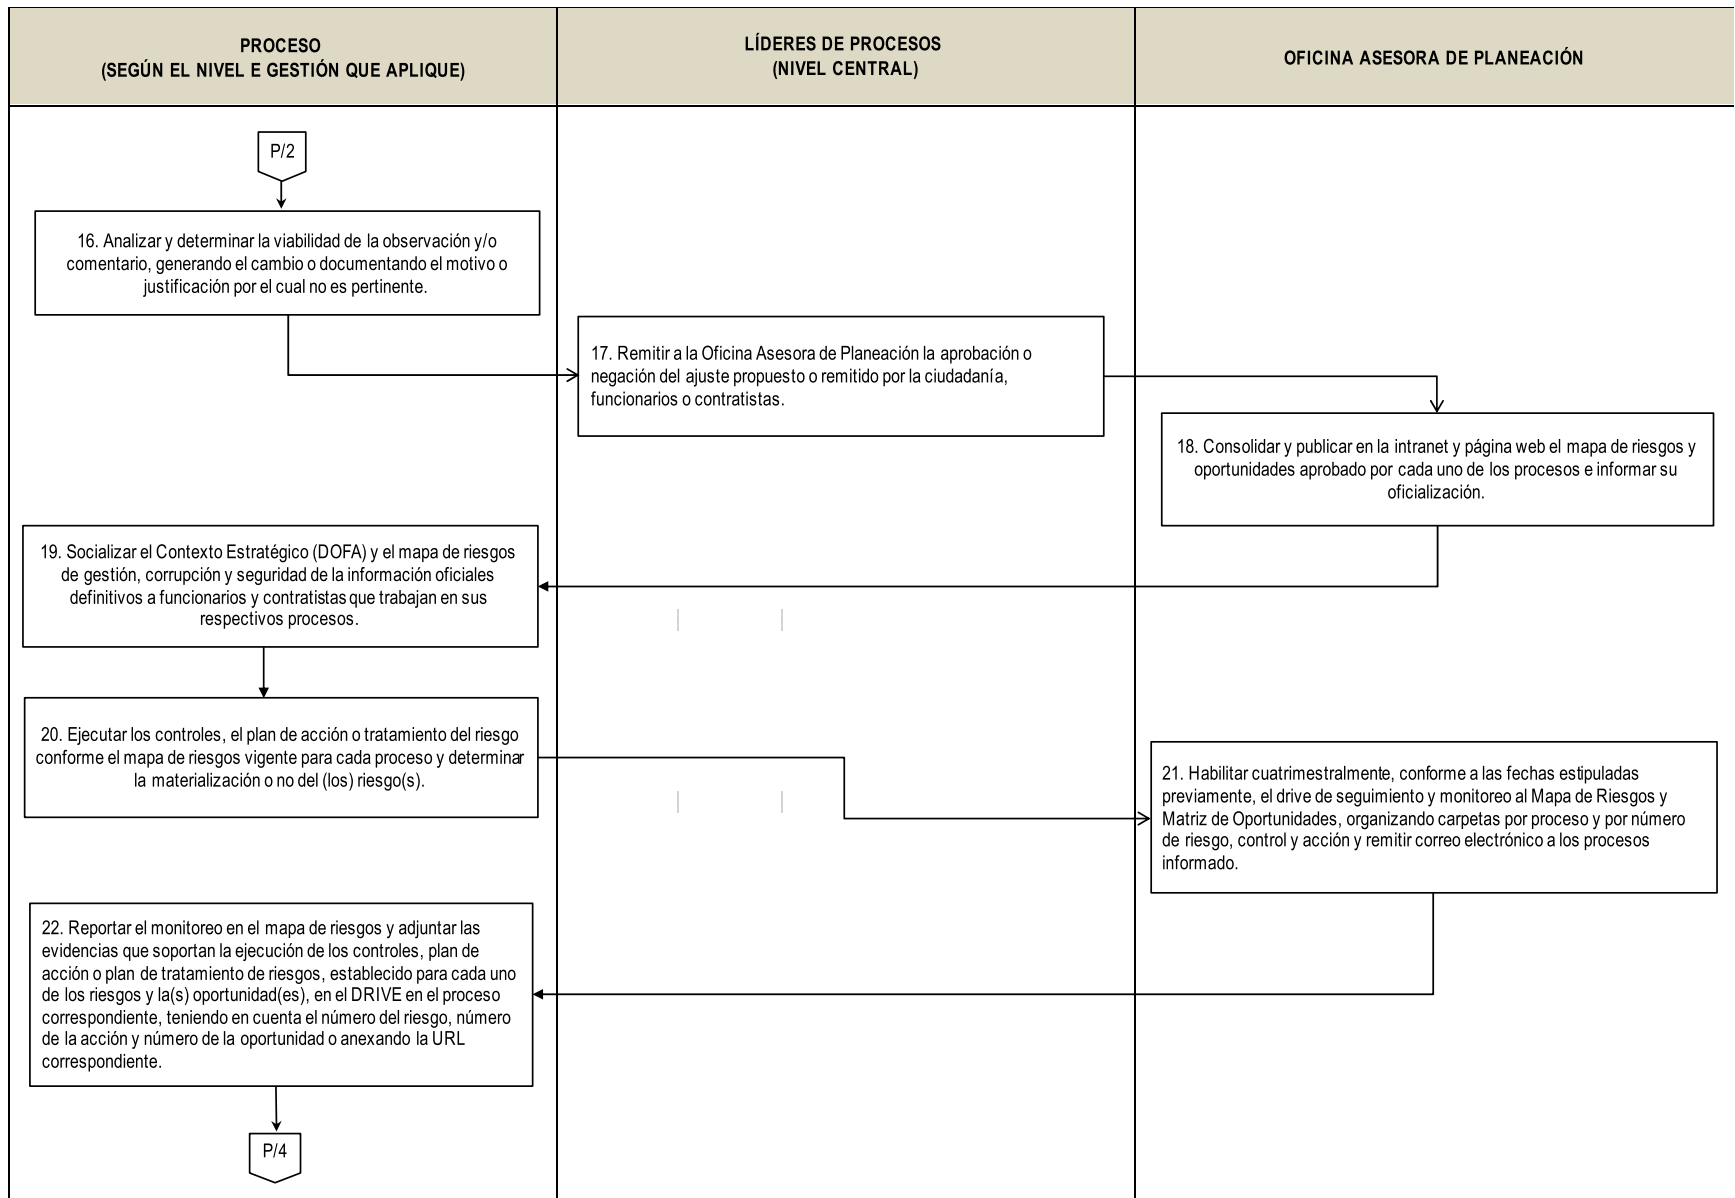 PROCESO
(SEGÚN EL NIVEL E GESTIÓN QUE APLIQUE)
LÍDERES DE PROCESOS
(NIVEL CENTRAL)
OFICINA ASESORA DE PLANEACIÓN
P/2
16. Analizar y determinar la viabilidad de la observación y/o
comentario, generando el cambio o documentando el motivo o
justificación por el cual no es pertinente.
17. Remitir a la Oficina Asesora de Planeación la aprobación o
negación del ajuste propuesto o remitido por la ciudadanía,
funcionarios o contratistas.
18. Consolidar y publicar en la intranet y página web el mapa de riesgos y
oportunidades aprobado por cada uno de los procesos e informar su
oficialización.
19. Socializar el Contexto Estratégico (DOFA) y el mapa de riesgos
de gestión, corrupción y seguridad de la información oficiales
definitivos a funcionarios y contratistas que trabajan en sus
respectivos procesos.
20. Ejecutar los controles, el plan de acción o tratamiento del riesgo
conforme el mapa de riesgos vigente para cada proceso y determinar
la materialización o no del (los) riesgo(s).
21. Habilitar cuatrimestralmente, conforme a las fechas estipuladas
previamente, el drive de seguimiento y monitoreo al Mapa de Riesgos y
Matriz de Oportunidades, organizando carpetas por proceso y por número
de riesgo, control y acción y remitir correo electrónico a los procesos
informado.
22. Reportar el monitoreo en el mapa de riesgos y adjuntar las
evidencias que soportan la ejecución de los controles, plan de
acción o plan de tratamiento de riesgos, establecido para cada uno
de los riesgos y la(s) oportunidad(es), en el DRIVE en el proceso
correspondiente, teniendo en cuenta el número del riesgo, número
de la acción y número de la oportunidad o anexando la URL
correspondiente.
P/4